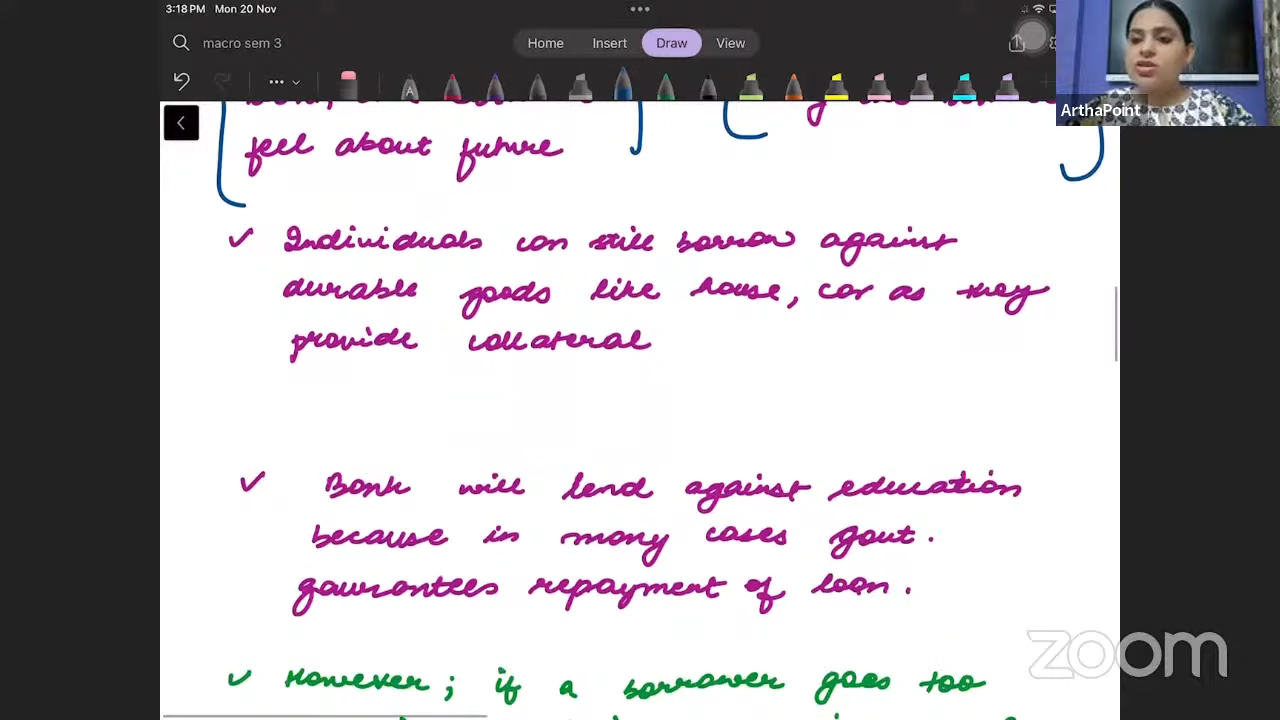 3:18 PM Mon 20 Nov
macro sem 3
Home Insert Draw View
A
ArthaPoint
feel about future
✓ Individuals can still borrow against
durable goods like house, car as they
provide collateral
✓ Bank will lend against education
because in many cases govt.
gaurantees repayment of loan.
✓ However; if a borrower goes too
zoom